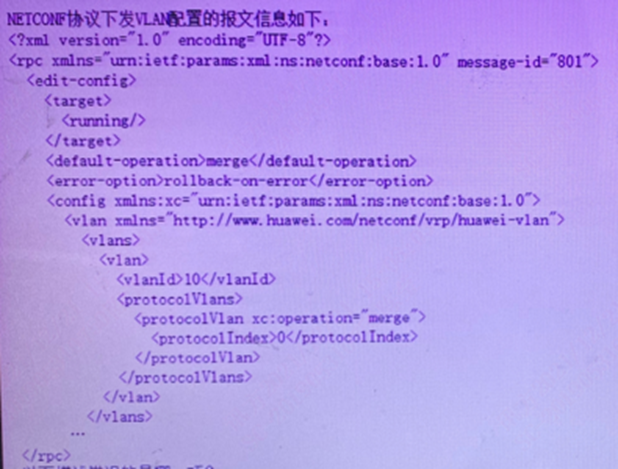 NETCONF协议下发VLAN配置的报文信息如下:
<?xml version="1.0" encoding="UTF-8"?>
<rpc xmlns="urn:ietf:params:xml:ns:netconf:base:1.0" message-id="801">
<edit-config>
<target>
<running/>
</target>
<default-operation>merge</default-operation>
<error-option>rollback-on-error</error-option>
<config xmlns:xc="urn:ietf:params:xml:ns:netconf:base:1.0">
<vlan xmlns="http://www.huawei.com/netconf/vrp/huawei-vlan">
<vlans>
<vlan>
<vlanId>10</vlanId>
<protocolVlans>
<protocolVlan xc:operation="merge">
<protocolIndex>0</protocolIndex>
</protocolVlan>
</protocolVlans>
</vlan>
</vlans>
...
</rpc>